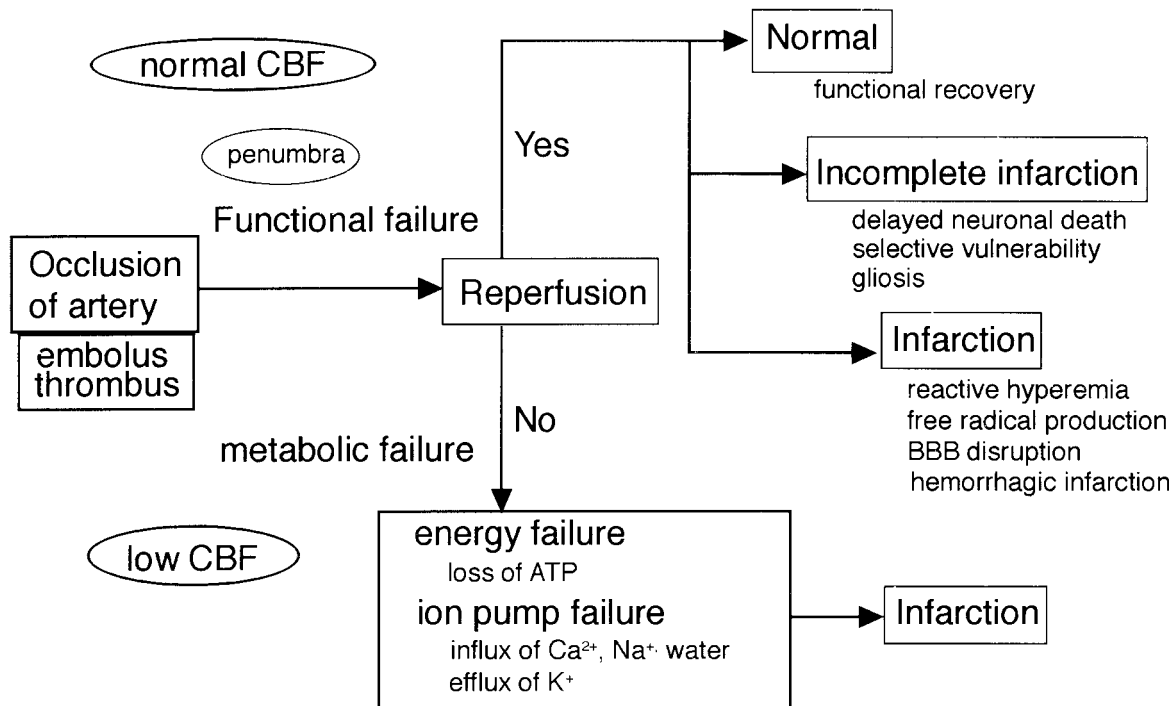 normal CBF
penumbra
Functional failure
Occlusion
of artery
embolus
thrombus
Reperfusion
Yes
Normal
functional recovery
Incomplete infarction
delayed neuronal death
selective vulnerability
gliosis
Infarction
reactive hyperemia
free radical production
BBB disruption
hemorrhagic infarction
No
metabolic failure
low CBF
energy failure
loss of ATP
ion pump failure
influx of Ca²⁺, Na⁺, water
efflux of K⁺
Infarction